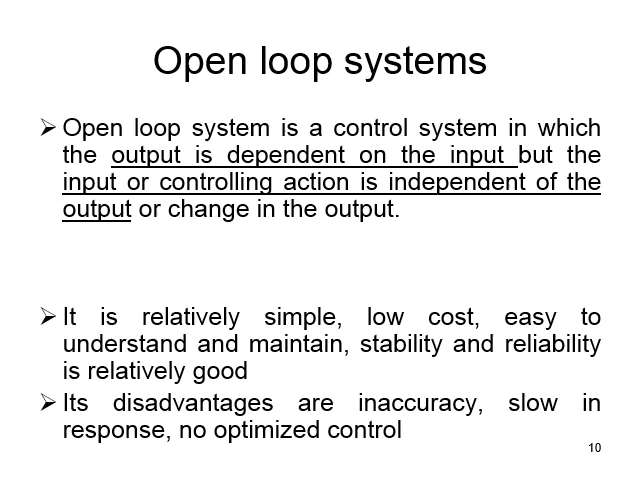 Open loop systems
➢ Open loop system is a control system in which
the output is dependent on the input but the
input or controlling action is independent of the
output or change in the output.
➢ It is relatively simple, low cost, easy to
understand and maintain, stability and reliability
is relatively good
➢ Its disadvantages are inaccuracy, slow in
response, no optimized control
10